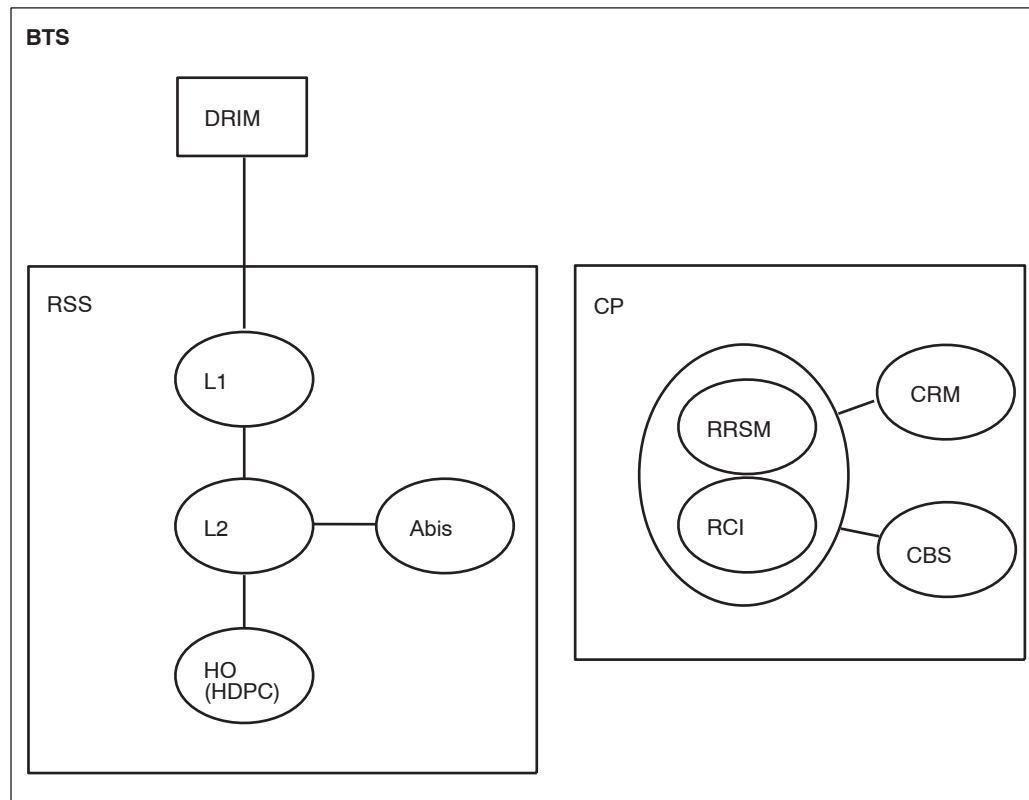 BTS
DRIM
RSS
CP
L1
CRM
RRSM
L2
Abis
RCI
CBS
HO
(HDPC)